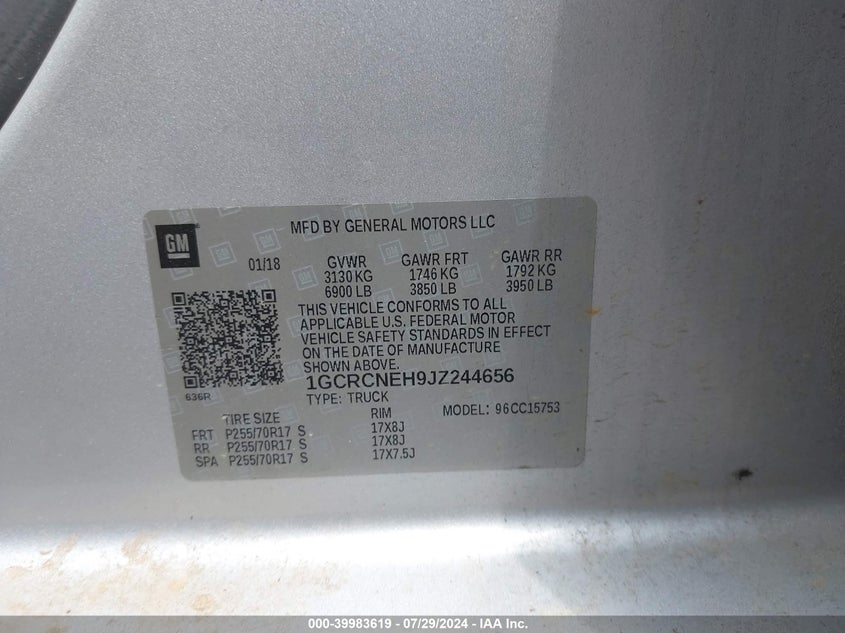 GM
MFD BY GENERAL MOTORS LLC
01/18 GVWR GAWR FRT GAWR RR
3130 KG 1746 KG 1792 KG
6900 LB 3850 LB 3950 LB
THIS VEHICLE CONFORMS TO ALL
APPLICABLE U.S. FEDERAL MOTOR
VEHICLE SAFETY STANDARDS IN EFFECT
ON THE DATE OF MANUFACTURE
SHOWN ABOVE.
636R
1GCRCNEH9JZ244656
TYPE: TRUCK MODEL: 96CC15753
TIRE SIZE RIM
FRT P255/70R17 S 17X8J
RR P255/70R17 S 17X8J
SPA P255/70R17 S 17X7.5J
000-39983619 / 07/29/2024 / IAA Inc.